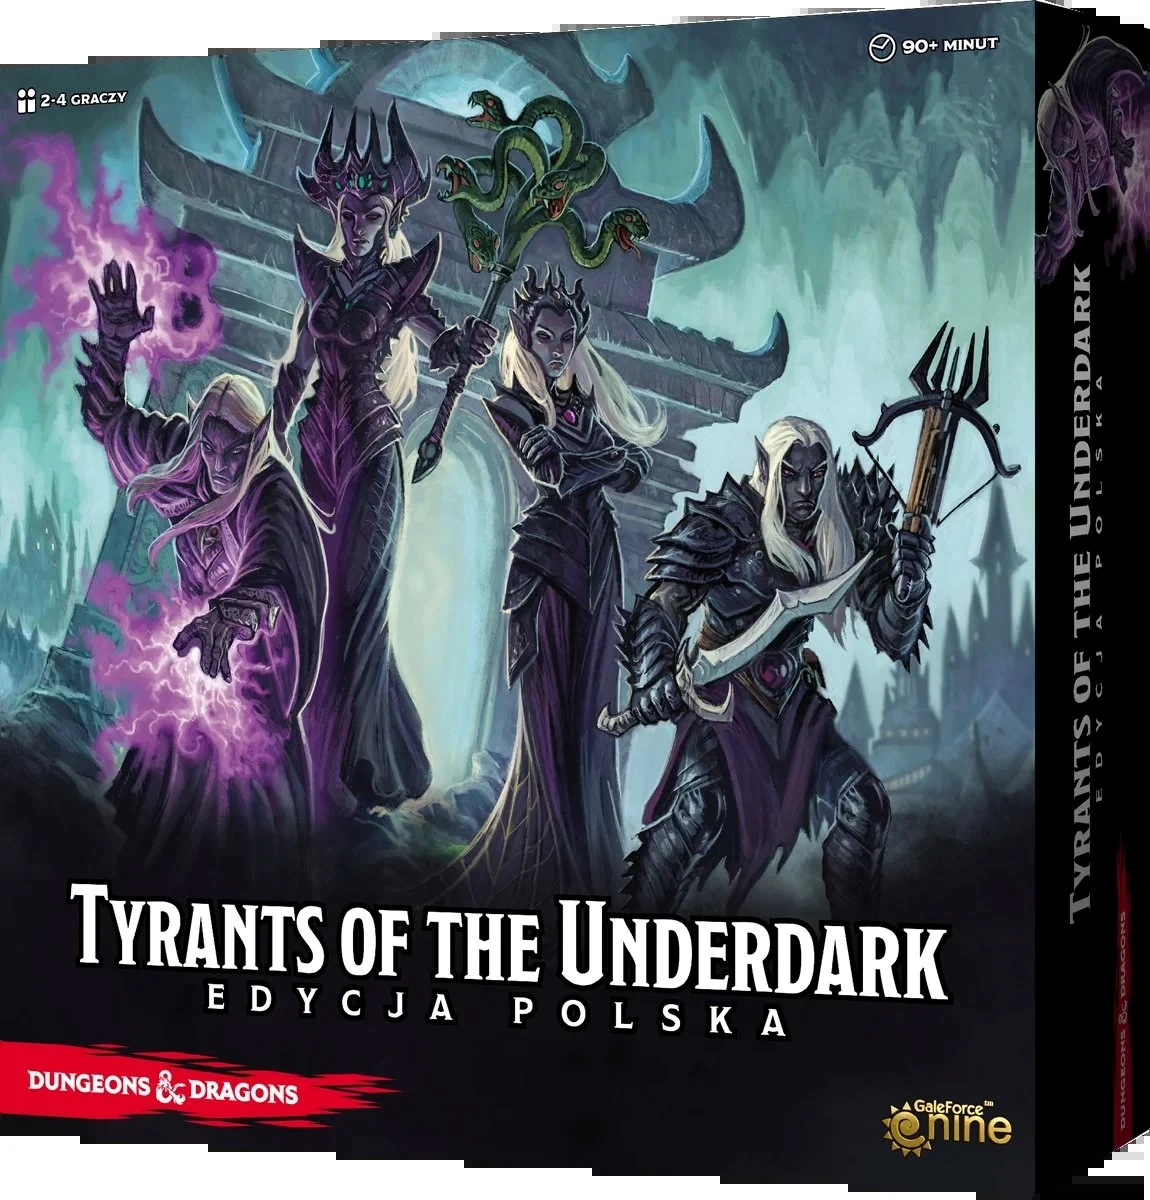 2-4 GRACZY
90+ MINUT
TYRANTS OF THE UNDERDARK
EDYCJA POLSKA
DUNGEONS & DRAGONS
GaleForce™
nine
TYRANTS OF THE UNDERDARK
EDYCJA POLSKA
DUNGEONS & DRAGONS